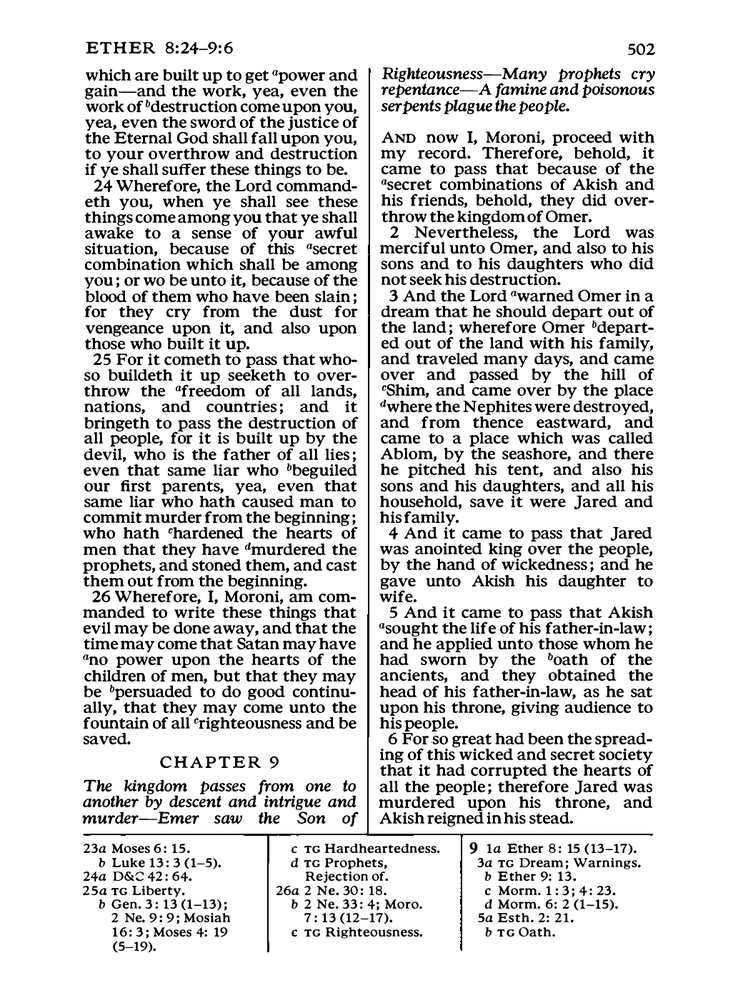 ETHER 8:24–9:6
502
which are built up to get apower and
gain—and the work, yea, even the
work of bdestruction come upon you,
yea, even the sword of the justice of
the Eternal God shall fall upon you,
to your overthrow and destruction
if ye shall suffer these things to be.
24 Wherefore, the Lord command-
eth you, when ye shall see these
things come among you that ye shall
awake to a sense of your awful
situation, because of this asecret
combination which shall be among
you; or wo be unto it, because of the
blood of them who have been slain;
for they cry from the dust for
vengeance upon it, and also upon
those who built it up.
25 For it cometh to pass that who-
so buildeth it up seeketh to over-
throw the afreedom of all lands,
nations, and countries; and it
bringeth to pass the destruction of
all people, for it is built up by the
devil, who is the father of all lies;
even that same liar who bbeguiled
our first parents, yea, even that
same liar who hath caused man to
commit murder from the beginning;
who hath chardened the hearts of
men that they have dmurdered the
prophets, and stoned them, and cast
them out from the beginning.
26 Wherefore, I, Moroni, am com-
manded to write these things that
evil may be done away, and that the
time may come that Satan may have
ano power upon the hearts of the
children of men, but that they may
be bpersuaded to do good continu-
ally, that they may come unto the
fountain of all crighteousness and be
saved.
CHAPTER 9
The kingdom passes from one to
another by descent and intrigue and
murder—Emer saw the Son of
Righteousness—Many prophets cry
repentance—A famine and poisonous
serpents plague the people.
AND now I, Moroni, proceed with
my record. Therefore, behold, it
came to pass that because of the
asecret combinations of Akish and
his friends, behold, they did over-
throw the kingdom of Omer.
2 Nevertheless, the Lord was
merciful unto Omer, and also to his
sons and to his daughters who did
not seek his destruction.
3 And the Lord awarned Omer in a
dream that he should depart out of
the land; wherefore Omer bdepart-
ed out of the land with his family,
and traveled many days, and came
over and passed by the hill of
cShim, and came over by the place
dwhere the Nephites were destroyed,
and from thence eastward, and
came to a place which was called
Ablom, by the seashore, and there
he pitched his tent, and also his
sons and his daughters, and all his
household, save it were Jared and
his family.
4 And it came to pass that Jared
was anointed king over the people,
by the hand of wickedness; and he
gave unto Akish his daughter to
wife.
5 And it came to pass that Akish
asought the life of his father-in-law;
and he applied unto those whom he
had sworn by the boath of the
ancients, and they obtained the
head of his father-in-law, as he sat
upon his throne, giving audience to
his people.
6 For so great had been the spread-
ing of this wicked and secret society
that it had corrupted the hearts of
all the people; therefore Jared was
murdered upon his throne, and
Akish reigned in his stead.
23a Moses 6: 15.
b Luke 13: 3 (1–5).
24a D&C 42: 64.
25a TG Liberty.
b Gen. 3: 13 (1–13);
2 Ne. 9: 9; Mosiah
16: 3; Moses 4: 19
(5–19).
c TG Hardheartedness.
d TG Prophets,
Rejection of.
26a 2 Ne. 30: 18.
b 2 Ne. 33: 4; Moro.
7: 13 (12–17).
c TG Righteousness.
9 1a Ether 8: 15 (13–17).
3a TG Dream; Warnings.
b Ether 9: 13.
c Morm. 1: 3; 4: 23.
d Morm. 6: 2 (1–15).
5a Esth. 2: 21.
b TG Oath.